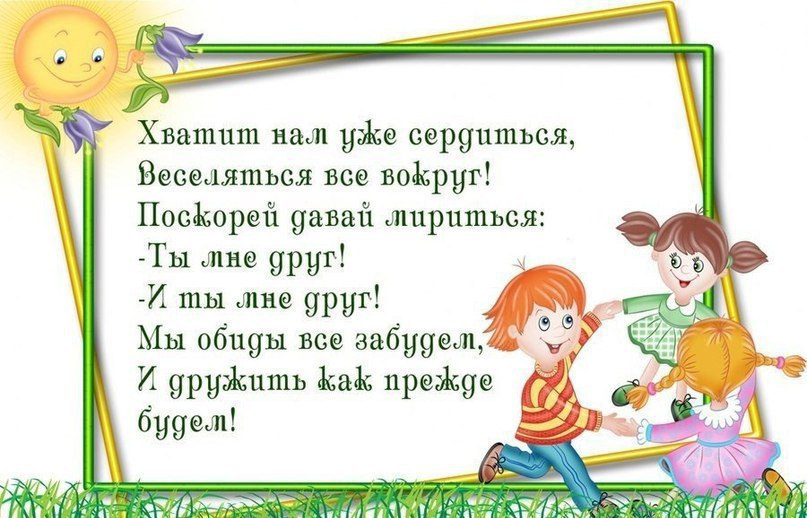 Хватит нам уже сердиться,
Веселяться все вокруг!
Поскорей давай мириться:
-Ты мне друг!
-И ты мне друг!
Мы обиды все забудем,
И дружить как прежде
будем!